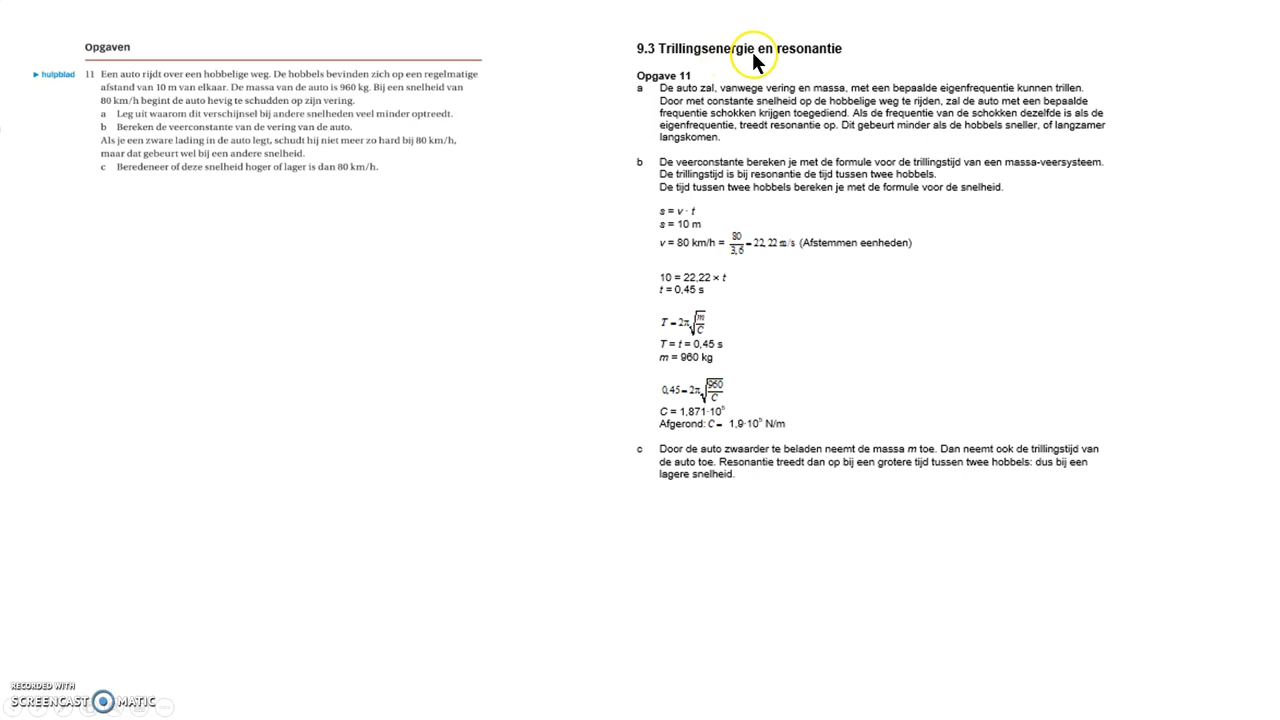 Opgaven
▶ hulpblad
11 Een auto rijdt over een hobbelige weg. De hobbels bevinden zich op een regelmatige
afstand van 10 m van elkaar. De massa van de auto is 960 kg. Bij een snelheid van
80 km/h begint de auto hevig te schudden op zijn vering.
a Leg uit waarom dit verschijnsel bij andere snelheden veel minder optreedt.
b Bereken de veerconstante van de vering van de auto.
Als je een zware lading in de auto legt, schudt hij niet meer zo hard bij 80 km/h,
maar dat gebeurt wel bij een andere snelheid.
c Beredeneer of deze snelheid hoger of lager is dan 80 km/h.
9.3 Trillingsenergie en resonantie
Opgave 11
a De auto zal, vanwege vering en massa, met een bepaalde eigenfrequentie kunnen trillen.
Door met constante snelheid op de hobbelige weg te rijden, zal de auto met een bepaalde
frequentie schokken krijgen toegediend. Als de frequentie van de schokken dezelfde is als de
eigenfrequentie, treedt resonantie op. Dit gebeurt minder als de hobbels sneller, of langzamer
langskomen.
b De veerconstante bereken je met de formule voor de trillingstijd van een massa-veersysteem.
De trillingstijd is bij resonantie de tijd tussen twee hobbels.
De tijd tussen twee hobbels bereken je met de formule voor de snelheid.
s = v · t
s = 10 m
v = 80 km/h = 80/3,6 = 22,22 m/s (Afstemmen eenheden)
10 = 22,22 × t
t = 0,45 s
T = 2π√(m/C)
T = t = 0,45 s
m = 960 kg
0,45 = 2π√(960/C)
C = 1,871·10⁵
Afgerond: C = 1,9·10⁵ N/m
c Door de auto zwaarder te beladen neemt de massa m toe. Dan neemt ook de trillingstijd van
de auto toe. Resonantie treedt dan op bij een grotere tijd tussen twee hobbels: dus bij een
lagere snelheid.
RECORDED WITH
SCREENCAST MATIC